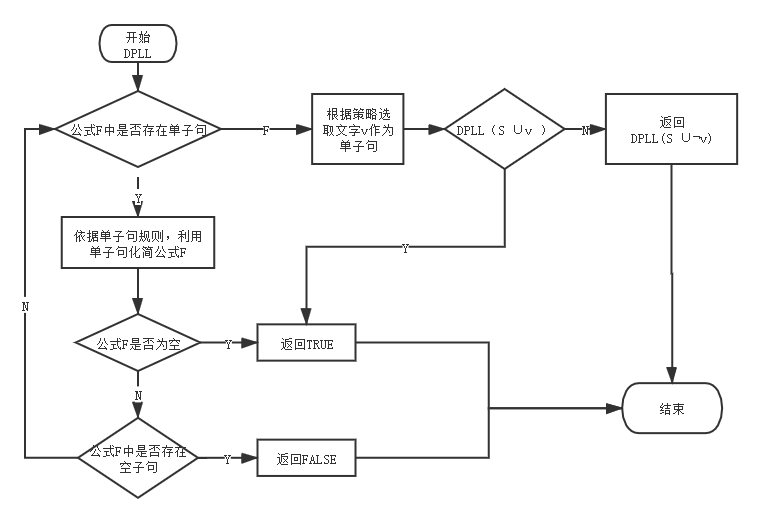 开始
DPLL
公式F中是否存在单子句
F
根据策略选
取文字v作为
单子句
DPLL（S ∪v ）
N
返回
DPLL(S ∪¬v)
Y
依据单子句规则，利用
单子句化简公式F
Y
N
公式F是否为空
Y
返回TRUE
N
结束
公式F中是否存在
空子句
Y
返回FALSE